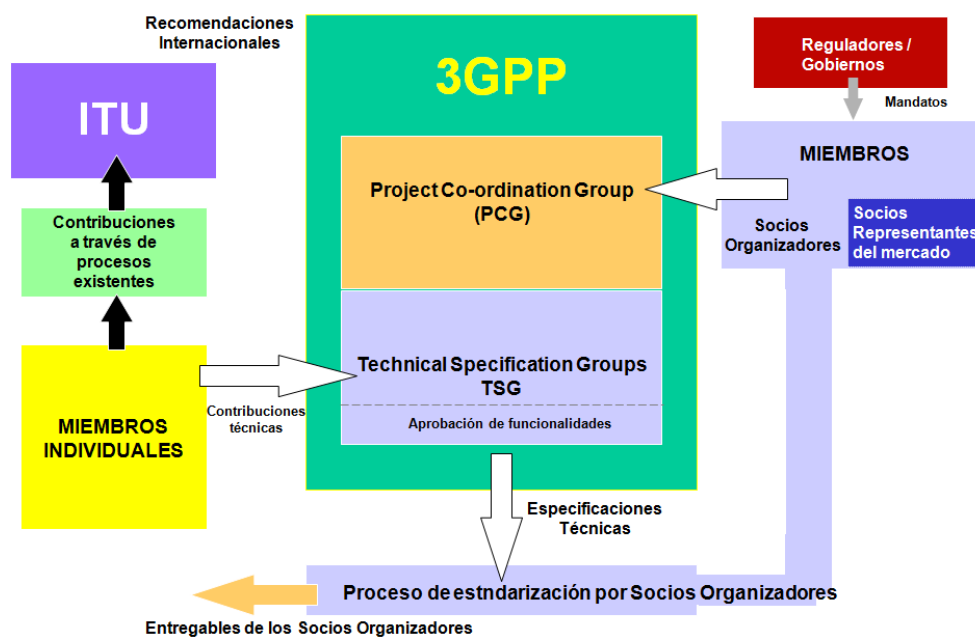 Recomendaciones
Internacionales
3GPP
Reguladores /
Gobiernos
Mandatos
ITU
MIEMBROS
Project Co-ordination Group
(PCG)
Socios
Organizadores
Socios
Representantes
del mercado
Contribuciones
a través de
procesos
existentes
Technical Specification Groups
TSG
Aprobación de funcionalidades
Contribuciones
técnicas
MIEMBROS
INDIVIDUALES
Especificaciones
Técnicas
Proceso de estndarización por Socios Organizadores
Entregables de los Socios Organizadores